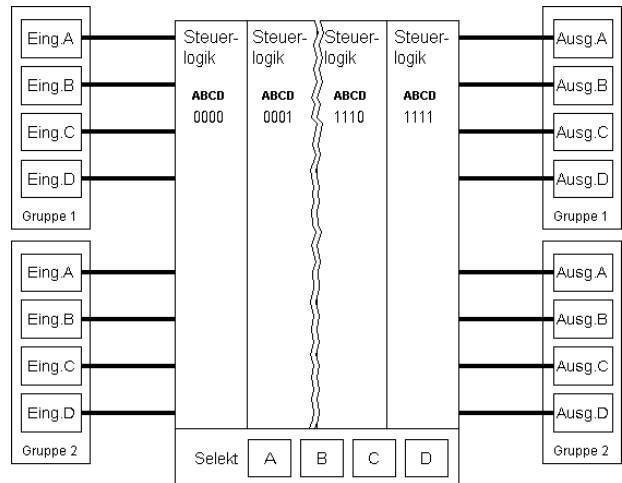 Eing.A
Eing.B
Eing.C
Eing.D
Gruppe 1
Eing.A
Eing.B
Eing.C
Eing.D
Gruppe 2
Steuer-
logik
ABCD
0000
Steuer-
logik
ABCD
0001
Steuer-
logik
ABCD
1110
Steuer-
logik
ABCD
1111
Selekt A B C D
Ausg.A
Ausg.B
Ausg.C
Ausg.D
Gruppe 1
Ausg.A
Ausg.B
Ausg.C
Ausg.D
Gruppe 2